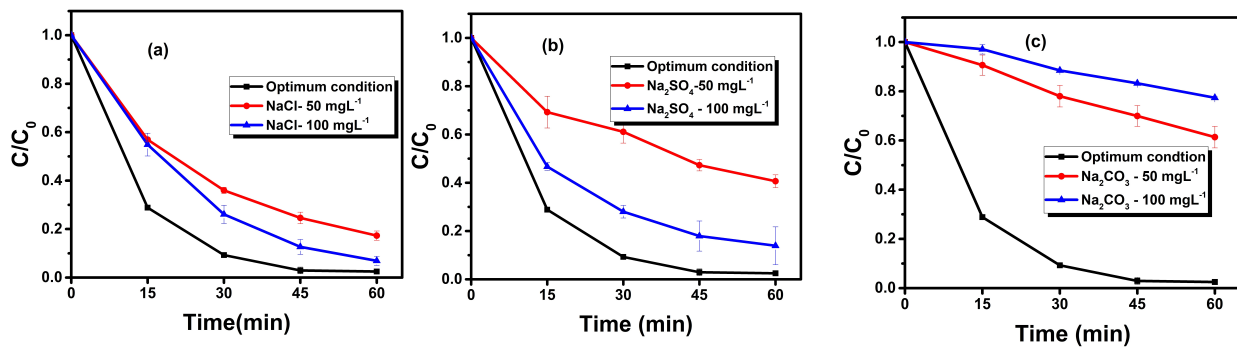 (a)
Optimum condition
NaCl- 50 mgL⁻¹
NaCl- 100 mgL⁻¹
C/C₀
1.0
0.8
0.6
0.4
0.2
0.0
0 15 30 45 60
Time(min)
(b)
Optimum condition
Na₂SO₄-50 mgL⁻¹
Na₂SO₄ - 100 mgL⁻¹
C/C₀
1.0
0.8
0.6
0.4
0.2
0.0
0 15 30 45 60
Time (min)
(c)
Optimum condition
Na₂CO₃ - 50 mgL⁻¹
Na₂CO₃ - 100 mgL⁻¹
C/C₀
1.0
0.8
0.6
0.4
0.2
0.0
0 15 30 45 60
Time (min)